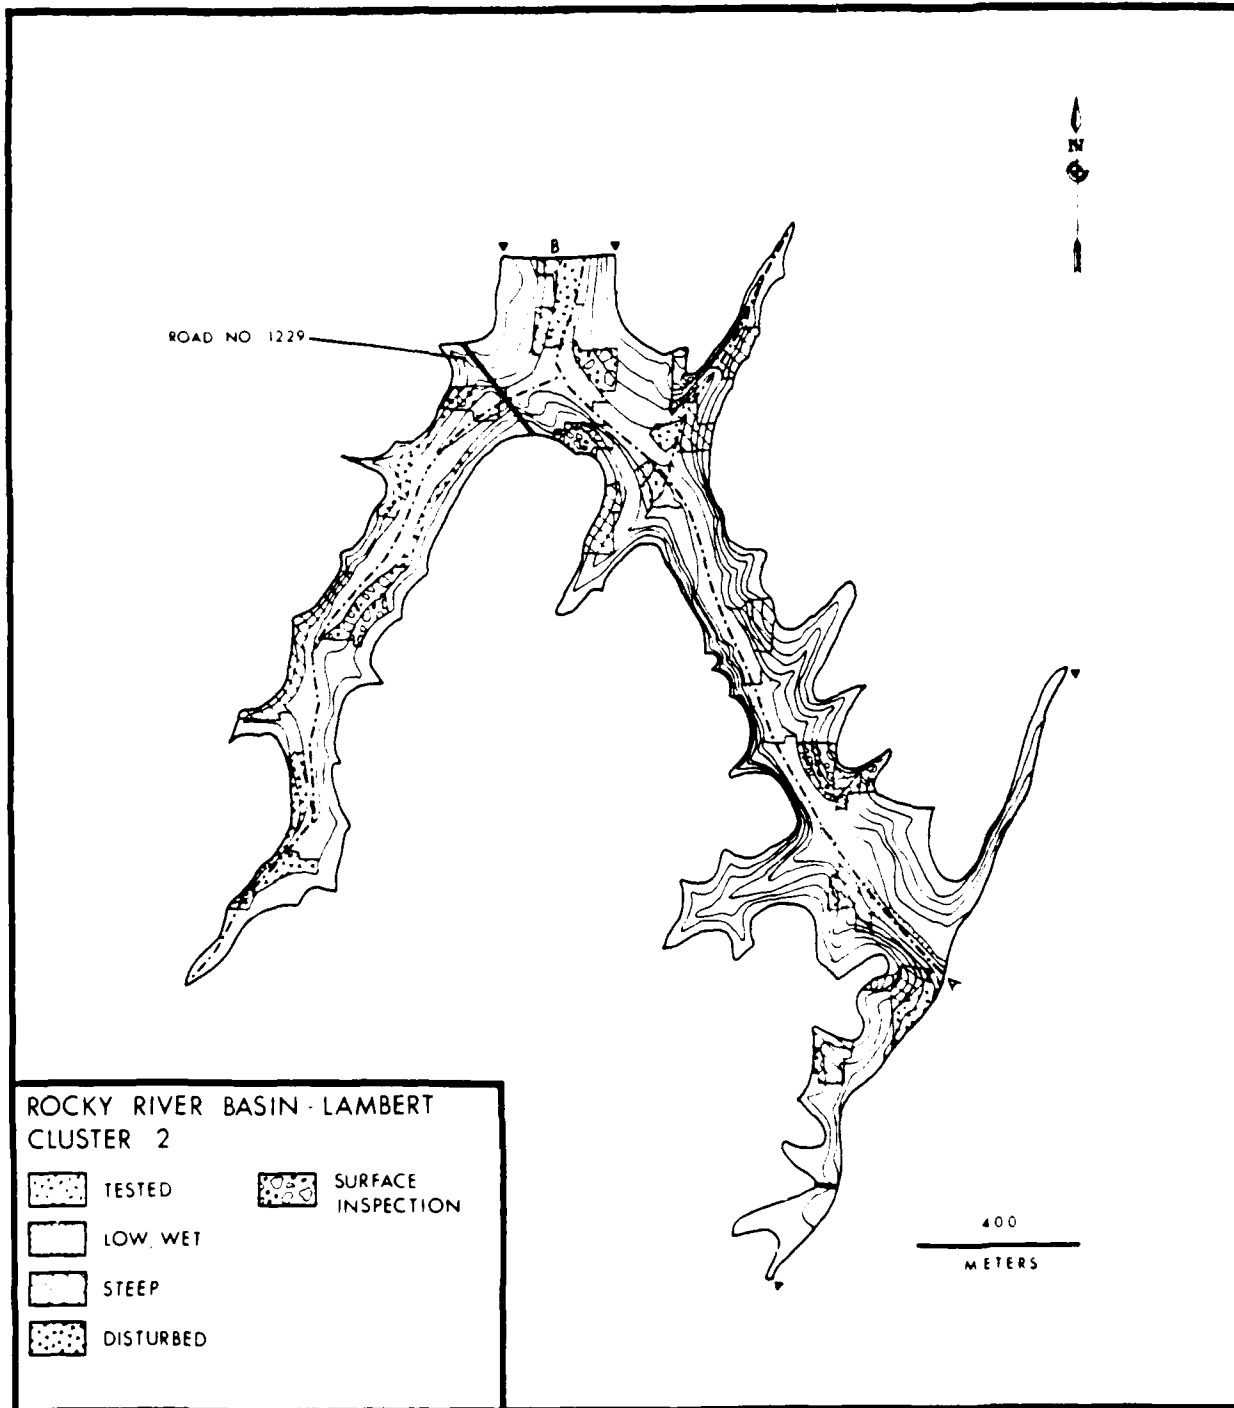 N
B
ROAD NO 1229
A
ROCKY RIVER BASIN - LAMBERT
CLUSTER 2
TESTED
SURFACE
INSPECTION
LOW, WET
STEEP
DISTURBED
400
METERS